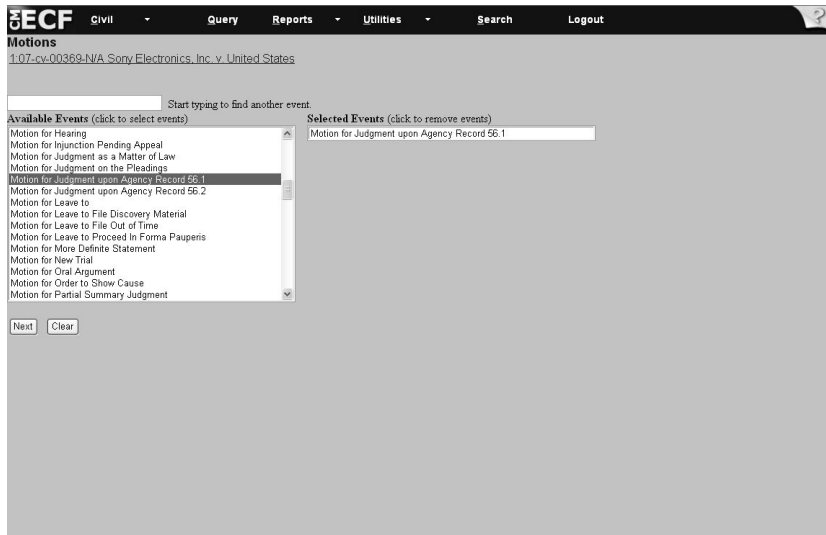 CM ECF Civil Query Reports Utilities Search Logout ?
Motions
1:07-cv-00369-N/A Sony Electronics, Inc. v. United States
Start typing to find another event.
Available Events (click to select events) Selected Events (click to remove events)
Motion for Hearing Motion for Judgment upon Agency Record 56.1
Motion for Injunction Pending Appeal
Motion for Judgment as a Matter of Law
Motion for Judgment on the Pleadings
Motion for Judgment upon Agency Record 56.1
Motion for Judgment upon Agency Record 56.2
Motion for Leave to
Motion for Leave to File Discovery Material
Motion for Leave to File Out of Time
Motion for Leave to Proceed In Forma Pauperis
Motion for More Definite Statement
Motion for New Trial
Motion for Oral Argument
Motion for Order to Show Cause
Motion for Partial Summary Judgment
Next Clear